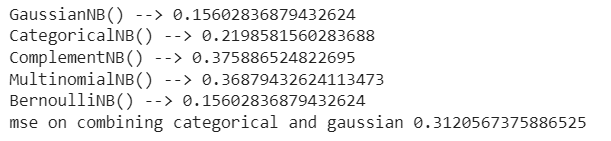 GaussianNB() --> 0.15602836879432624
CategoricalNB() --> 0.2198581560283688
ComplementNB() --> 0.375886524822695
MultinomialNB() --> 0.36879432624113473
BernoulliNB() --> 0.15602836879432624
mse on combining categorical and gaussian 0.3120567375886525